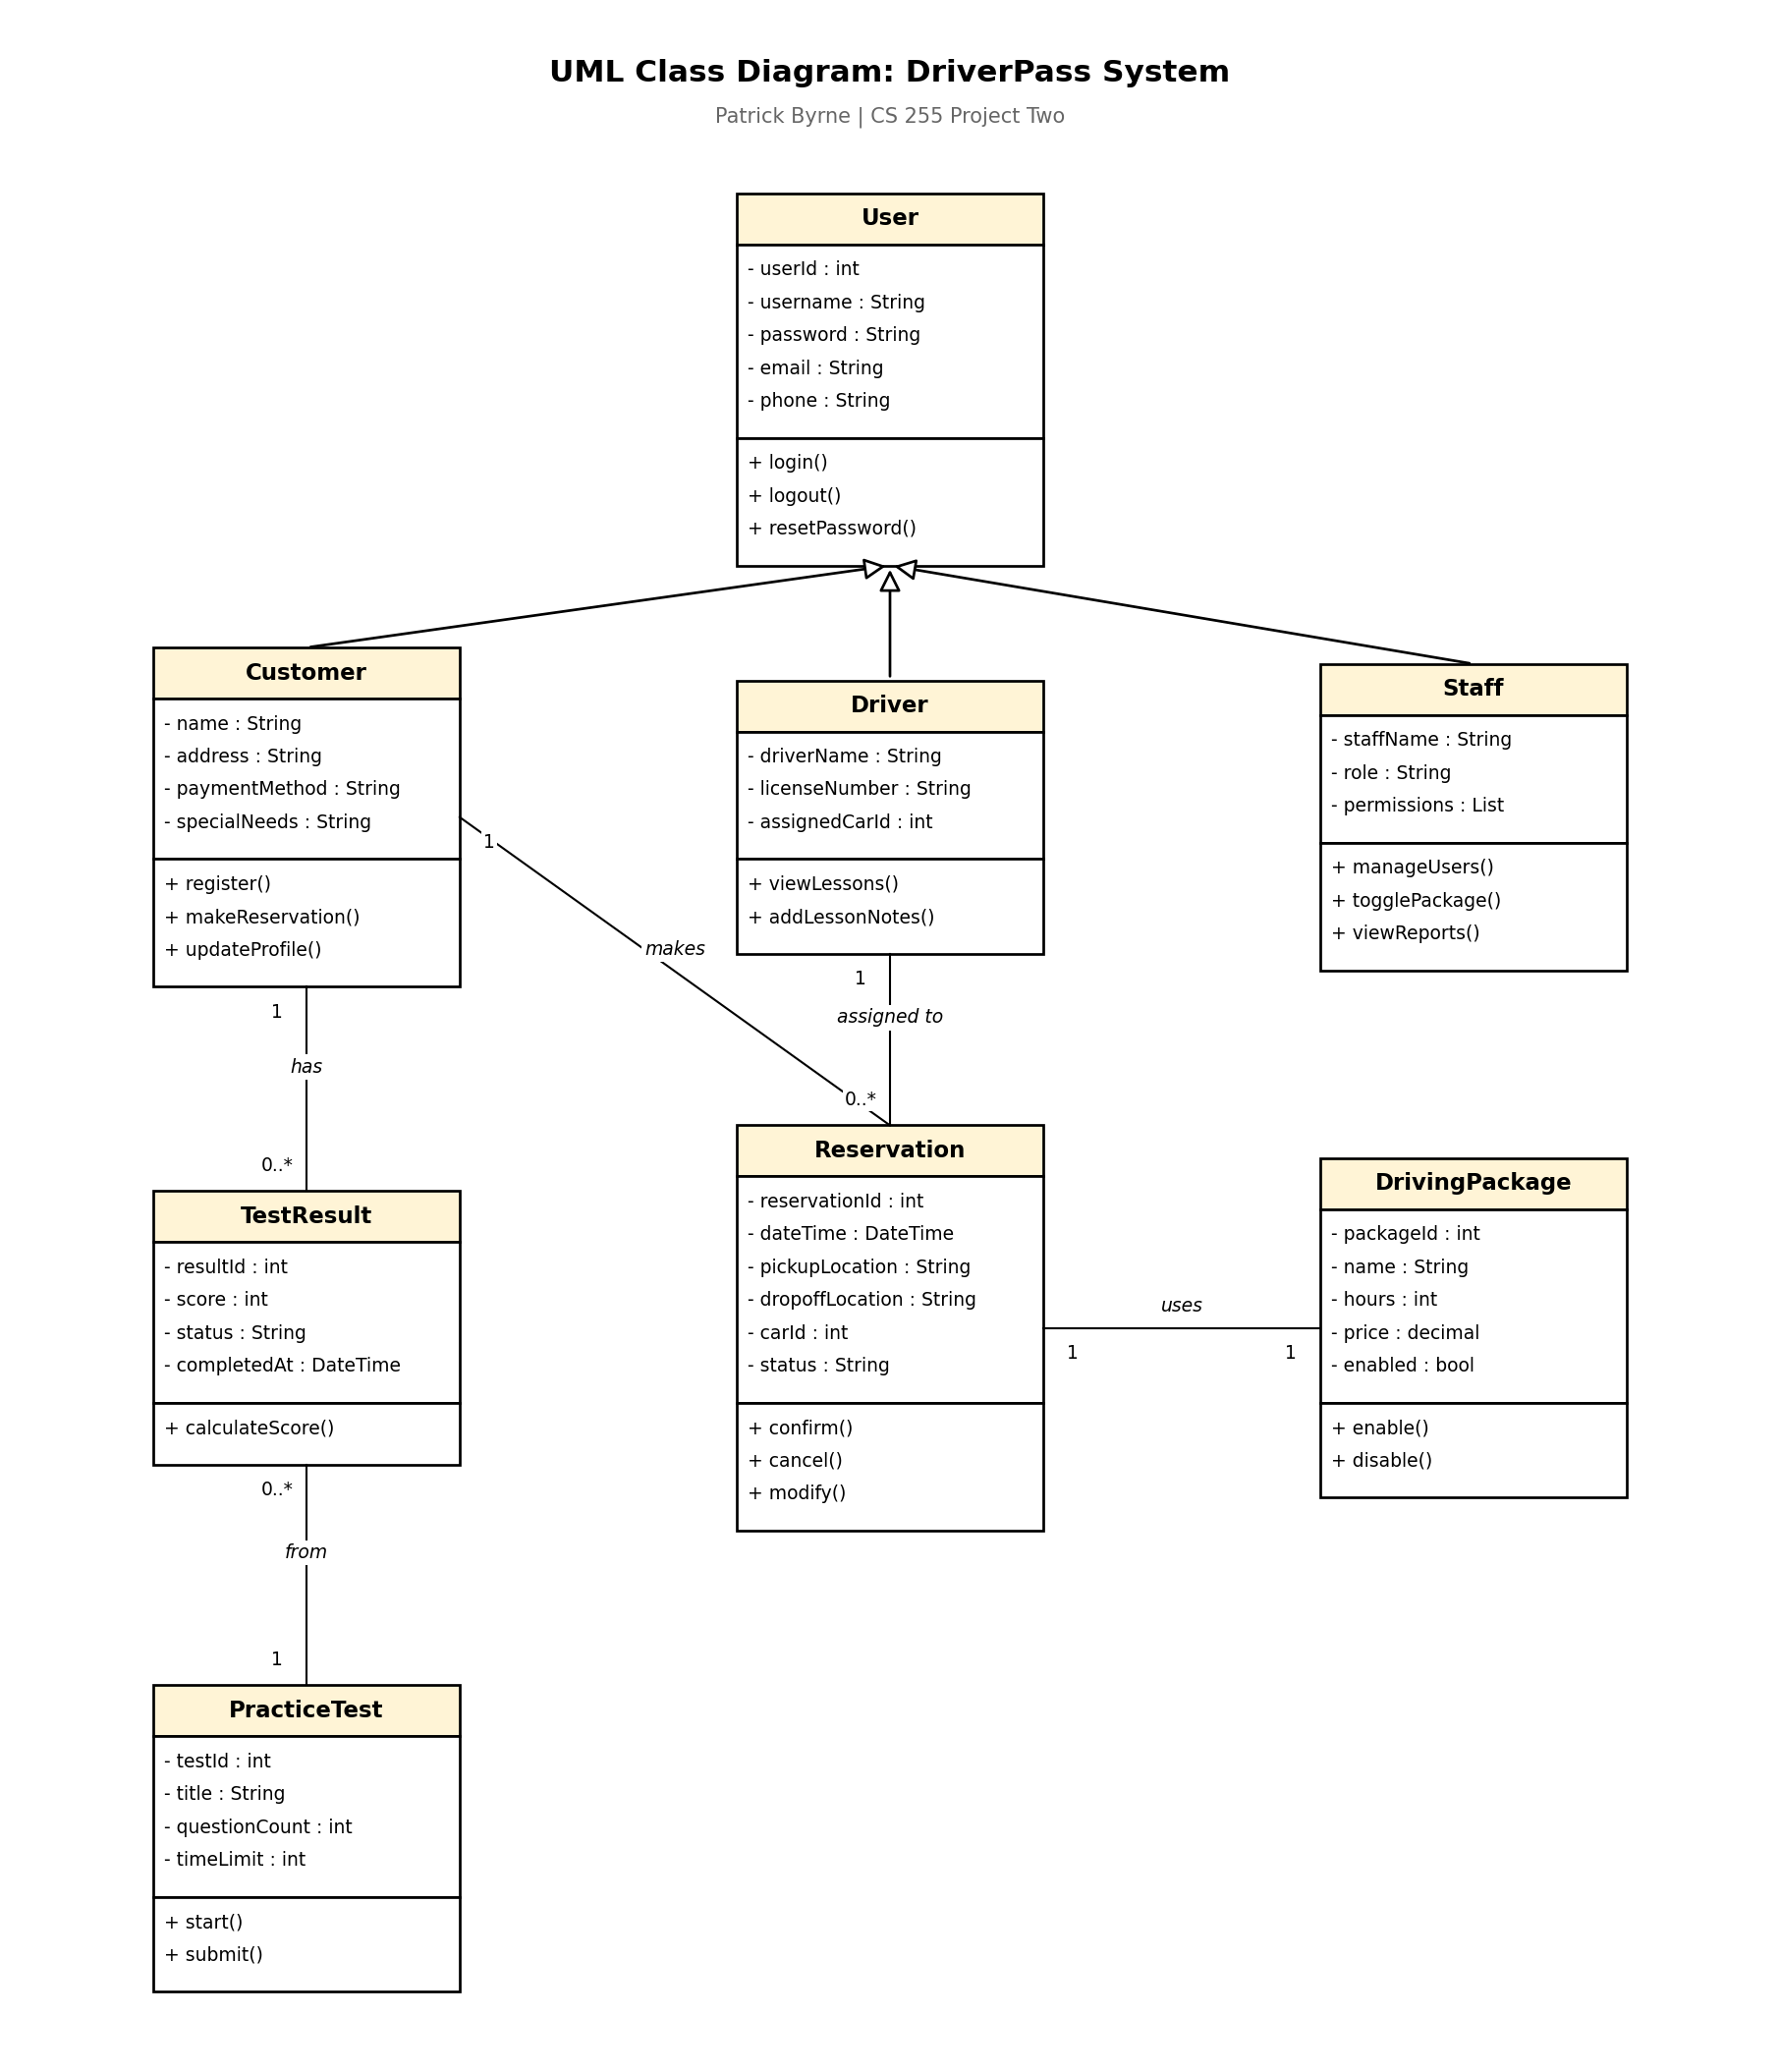 UML Class Diagram: DriverPass System
Patrick Byrne | CS 255 Project Two
User
- userId : int
- username : String
- password : String
- email : String
- phone : String
+ login()
+ logout()
+ resetPassword()
Customer
- name : String
- address : String
- paymentMethod : String
- specialNeeds : String
+ register()
+ makeReservation()
+ updateProfile()
Driver
- driverName : String
- licenseNumber : String
- assignedCarId : int
+ viewLessons()
+ addLessonNotes()
Staff
- staffName : String
- role : String
- permissions : List
+ manageUsers()
+ togglePackage()
+ viewReports()
1
makes
1
assigned to
0..*
1
has
0..*
TestResult
- resultId : int
- score : int
- status : String
- completedAt : DateTime
+ calculateScore()
Reservation
- reservationId : int
- dateTime : DateTime
- pickupLocation : String
- dropoffLocation : String
- carId : int
- status : String
+ confirm()
+ cancel()
+ modify()
uses
1
1
DrivingPackage
- packageId : int
- name : String
- hours : int
- price : decimal
- enabled : bool
+ enable()
+ disable()
0..*
from
1
PracticeTest
- testId : int
- title : String
- questionCount : int
- timeLimit : int
+ start()
+ submit()